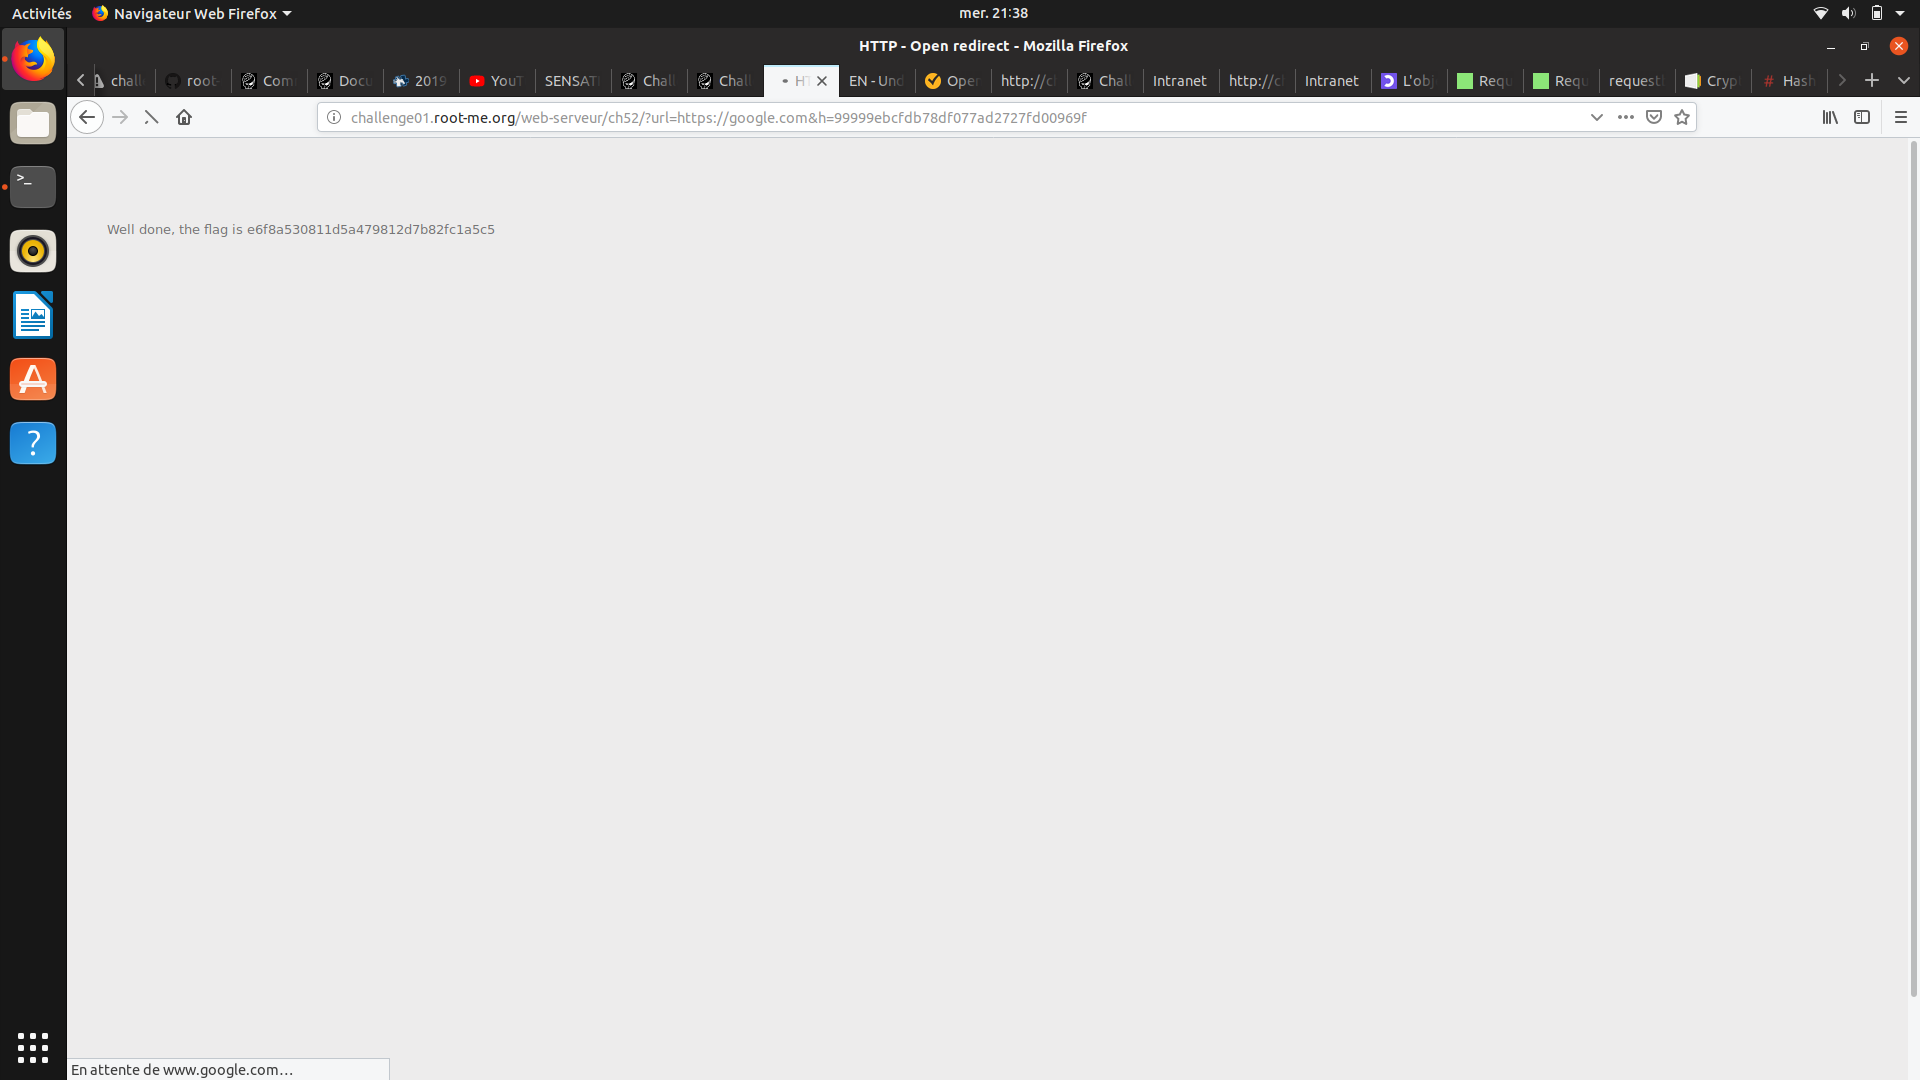 Activités
Navigateur Web Firefox
mer. 21:38
HTTP - Open redirect - Mozilla Firefox
chall
root-
Com
Docu
2019
YouT
SENSAT
Chall
Chall
HT
EN - Und
Oper
http://c
Chall
Intranet
http://c
Intranet
L'obj
Requ
Requ
request
Cryp
# Hash
challenge01.root-me.org/web-serveur/ch52/?url=https://google.com&h=99999ebcfdb78df077ad2727fd00969f
>_
Well done, the flag is e6f8a530811d5a479812d7b82fc1a5c5
?
En attente de www.google.com…